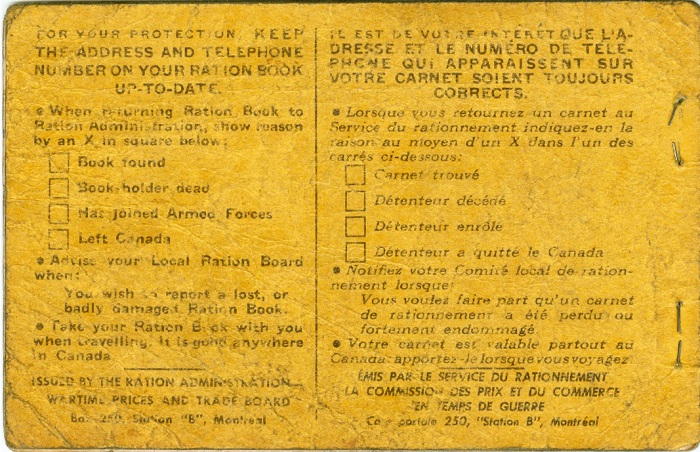 FOR YOUR PROTECTION, KEEP
THE ADDRESS AND TELEPHONE
NUMBER ON YOUR RATION BOOK
UP-TO-DATE.
● When returning Ration Book to
Ration Administration, show reason
by an X in square below:
Book found
Book-holder dead
Has joined Armed Forces
Left Canada
● Advise your Local Ration Board
when:
You wish to report a lost, or
badly damaged Ration Book.
● Take your Ration Book with you
when travelling. It is good anywhere
in Canada
ISSUED BY THE RATION ADMINISTRATION
WARTIME PRICES AND TRADE BOARD
Box 250, Station "B", Montréal
IL EST DE VOTRE INTÉRÊT QUE L'A-
DRESSE ET LE NUMÉRO DE TÉLÉ-
PHONE QUI APPARAISSENT SUR
VOTRE CARNET SOIENT TOUJOURS
CORRECTS.
● Lorsque vous retournez un carnet au
Service du rationnement indiquez-en la
raison au moyen d'un X dans l'un des
carrés ci-dessous:
Carnet trouvé
Détenteur décédé
Détenteur enrôlé
Détenteur a quitté le Canada
● Notifiez votre Comité local de ration-
nement lorsque:
Vous voulez faire part qu'un carnet
de rationnement a été perdu ou
fortement endommagé.
● Votre carnet est valable partout au
Canada: apportez-le lorsque vous voyagez.
ÉMIS PAR LE SERVICE DU RATIONNEMENT
LA COMMISSION DES PRIX ET DU COMMERCE
EN TEMPS DE GUERRE
Case postale 250, "Station B", Montréal